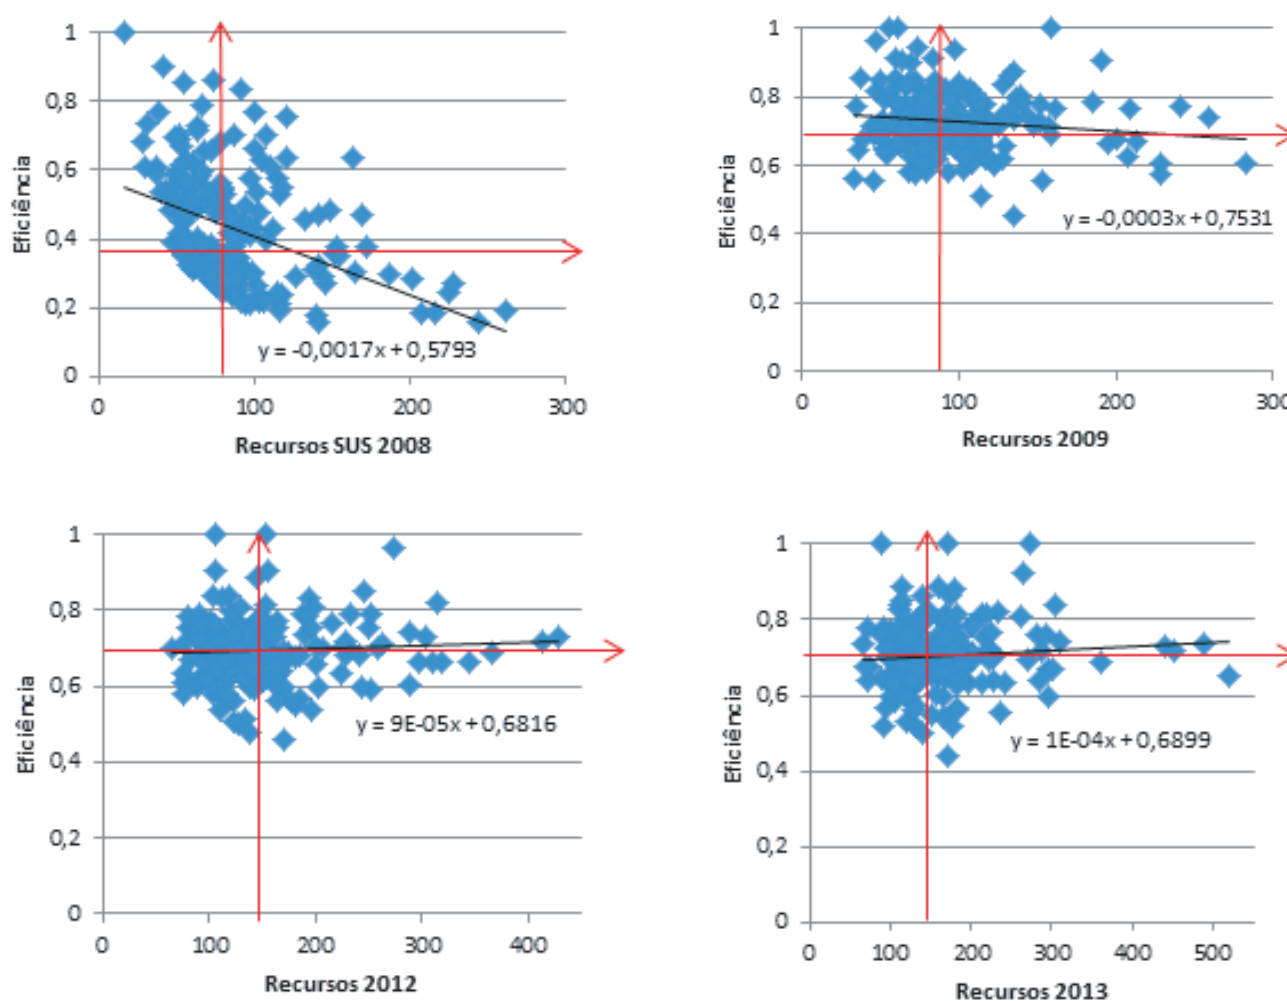 1
0,8
0,6
0,4
0,2
0
Eficiência
0 100 200 300
y = -0,0017x + 0,5793
Recursos SUS 2008
1
0,8
0,6
0,4
0,2
0
Eficiência
0 100 200 300
y = -0,0003x + 0,7531
Recursos 2009
1
0,8
0,6
0,4
0,2
0
Eficiência
0 100 200 300 400
y = 9E-05x + 0,6816
Recursos 2012
1
0,8
0,6
0,4
0,2
0
Eficiência
0 100 200 300 400 500
y = 1E-04x + 0,6899
Recursos 2013